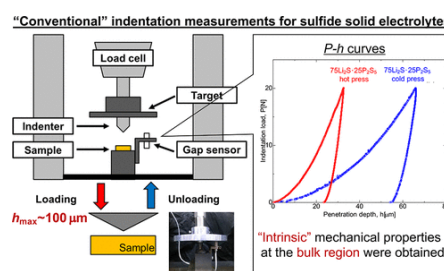 “Conventional” indentation measurements for sulfide solid electrolyte
Load cell
P-h curves
Target
Indenter
Sample
Gap sensor
Loading
Unloading
hmax~100 μm
Sample
75Li2S·25P2S5
hot press
75Li2S·25P2S5
cold press
Indentation load, P[N]
20
10
0
0
20
40
60
80
Penetration depth, h[μm]
“Intrinsic” mechanical properties
at the bulk region were obtained